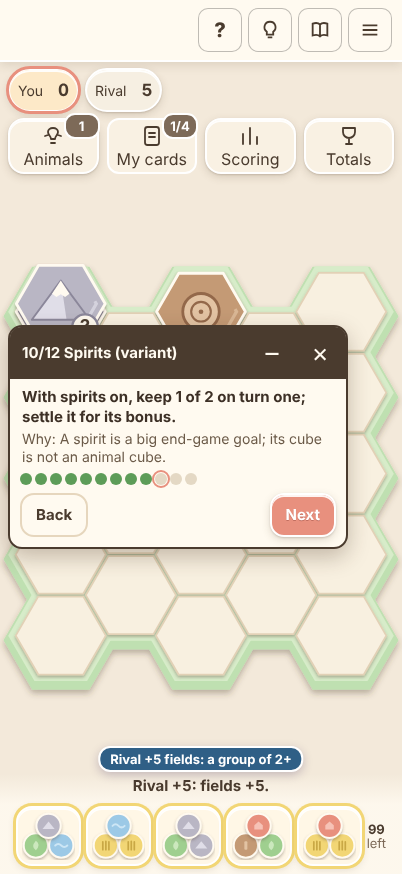 ?
You 0
Rival 5
1
Animals
1/4
My cards
Scoring
Totals
10/12 Spirits (variant)
With spirits on, keep 1 of 2 on turn one;
settle it for its bonus.
Why: A spirit is a big end-game goal; its cube
is not an animal cube.
Back
Next
Rival +5 fields: a group of 2+
Rival +5: fields +5.
99
left